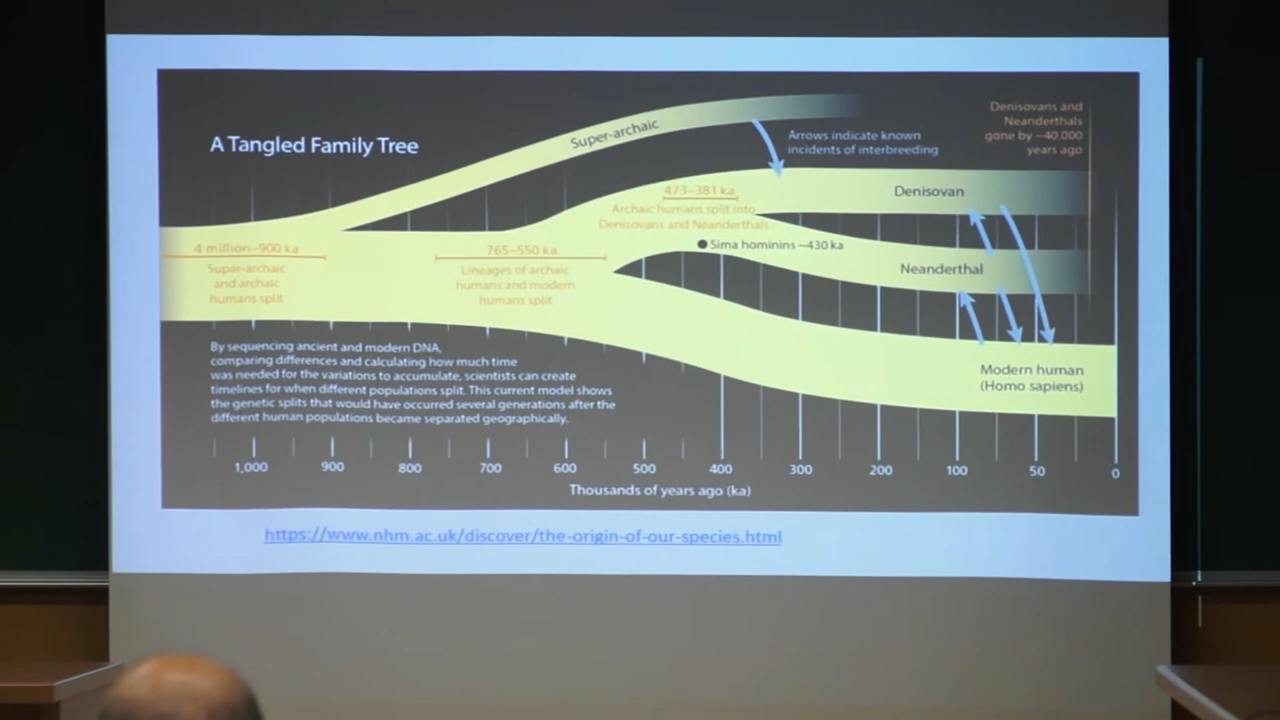 A Tangled Family Tree
Super-archaic
Arrows indicate known
incidents of interbreeding
Denisovans and
Neanderthals
gone by ~40,000
years ago
473–381 ka
Archaic humans split into
Denisovans and Neanderthals
Denisovan
Sima hominins ~430 ka
Neanderthal
4 million–900 ka
Super-archaic
and archaic
humans split
765–550 ka
Lineages of archaic
humans and modern
humans split
Modern human
(Homo sapiens)
By sequencing ancient and modern DNA,
comparing differences and calculating how much time
was needed for the variations to accumulate, scientists can create
timelines for when different populations split. This current model shows
the genetic splits that would have occurred several generations after the
different human populations became separated geographically.
1,000 900 800 700 600 500 400 300 200 100 50 0
Thousands of years ago (ka)
https://www.nhm.ac.uk/discover/the-origin-of-our-species.html